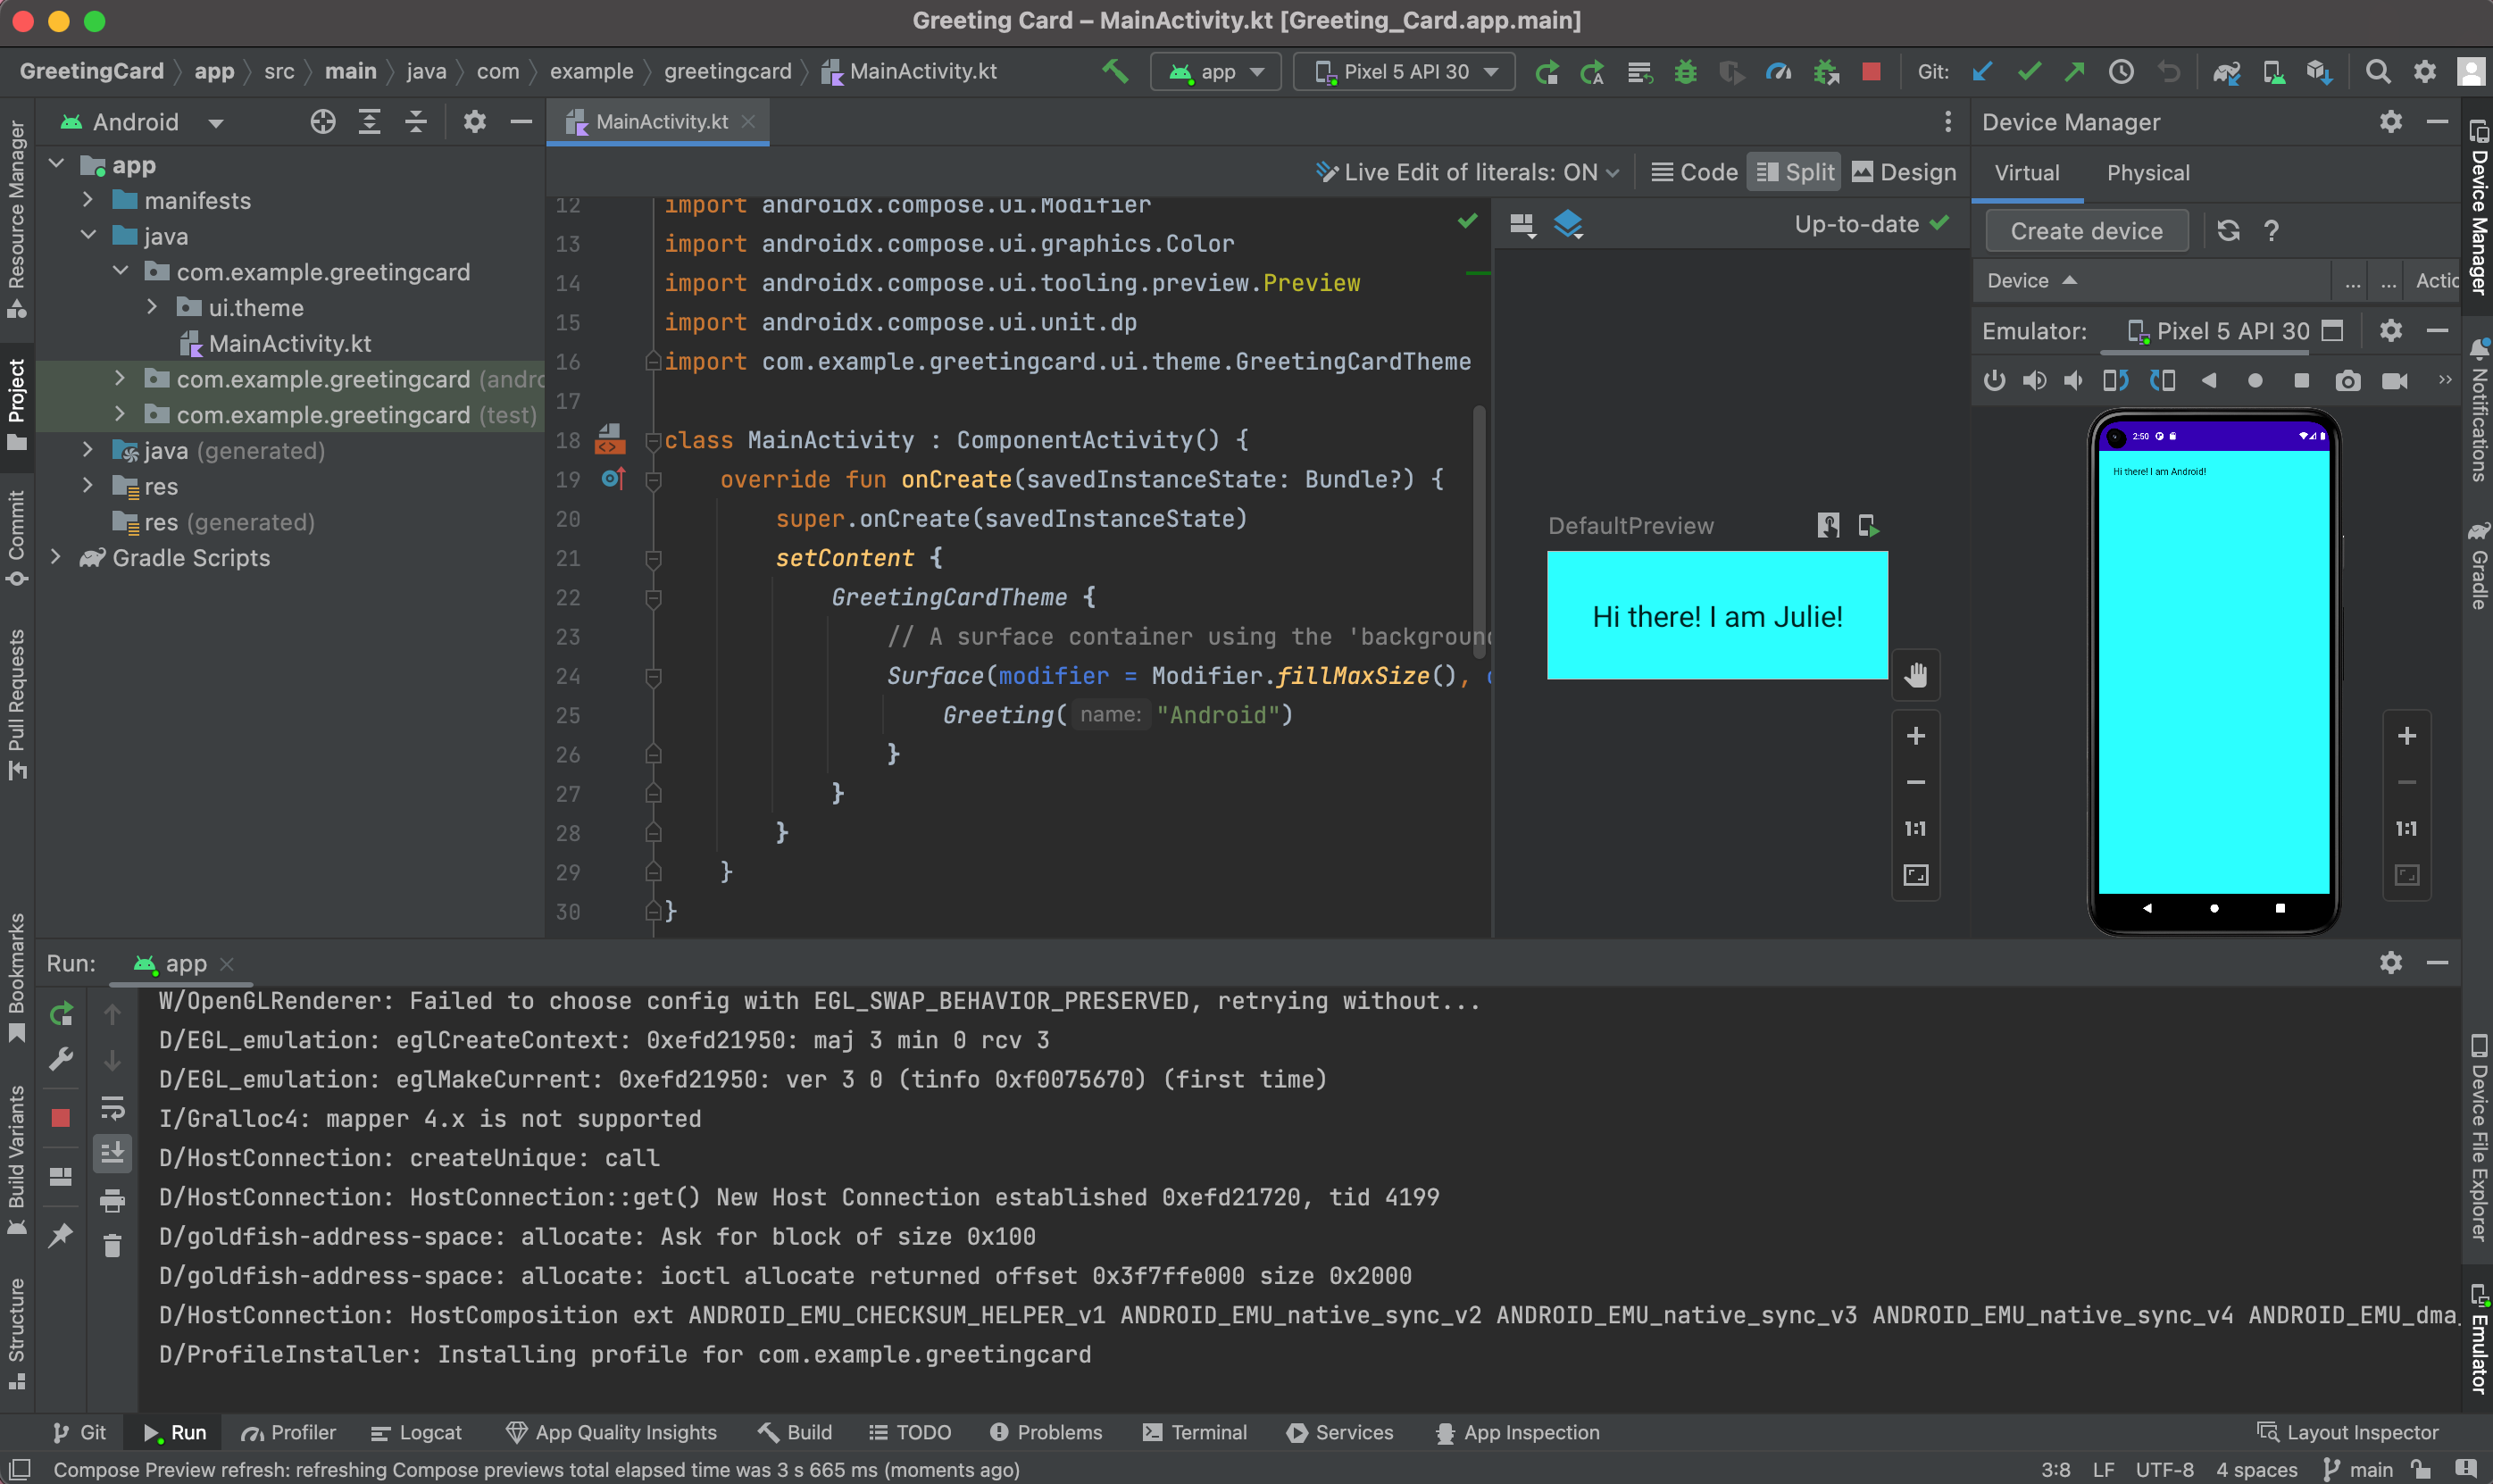 Greeting Card – MainActivity.kt [Greeting_Card.app.main]
GreetingCard app src main java com example greetingcard MainActivity.kt
app
Pixel 5 API 30
Git:
Resource Manager
Project
Commit
Pull Requests
Bookmarks
Build Variants
Structure
Android
app
manifests
java
com.example.greetingcard
ui.theme
MainActivity.kt
com.example.greetingcard (andro
com.example.greetingcard (test)
java (generated)
res
res (generated)
Gradle Scripts
MainActivity.kt
Live Edit of literals: ON
Code
Split
Design
12 import androidx.compose.ui.Modifier
13 import androidx.compose.ui.graphics.Color
14 import androidx.compose.ui.tooling.preview.Preview
15 import androidx.compose.ui.unit.dp
16 import com.example.greetingcard.ui.theme.GreetingCardTheme
17
18 class MainActivity : ComponentActivity() {
19 override fun onCreate(savedInstanceState: Bundle?) {
20 super.onCreate(savedInstanceState)
21 setContent {
22 GreetingCardTheme {
23 // A surface container using the 'background
24 Surface(modifier = Modifier.fillMaxSize(), c
25 Greeting( name: "Android")
26 }
27 }
28 }
29 }
30 }
Up-to-date
DefaultPreview
Hi there! I am Julie!
1:1
Device Manager
Virtual
Physical
Create device
?
Device ... ... Actic
Emulator: Pixel 5 API 30
2:50
Hi there! I am Android!
1:1
Device Manager
Notifications
Gradle
Device File Explorer
Emulator
Run: app
W/OpenGLRenderer: Failed to choose config with EGL_SWAP_BEHAVIOR_PRESERVED, retrying without...
D/EGL_emulation: eglCreateContext: 0xefd21950: maj 3 min 0 rcv 3
D/EGL_emulation: eglMakeCurrent: 0xefd21950: ver 3 0 (tinfo 0xf0075670) (first time)
I/Gralloc4: mapper 4.x is not supported
D/HostConnection: createUnique: call
D/HostConnection: HostConnection::get() New Host Connection established 0xefd21720, tid 4199
D/goldfish-address-space: allocate: Ask for block of size 0x100
D/goldfish-address-space: allocate: ioctl allocate returned offset 0x3f7ffe000 size 0x2000
D/HostConnection: HostComposition ext ANDROID_EMU_CHECKSUM_HELPER_v1 ANDROID_EMU_native_sync_v2 ANDROID_EMU_native_sync_v3 ANDROID_EMU_native_sync_v4 ANDROID_EMU_dma_
D/ProfileInstaller: Installing profile for com.example.greetingcard
Git
Run
Profiler
Logcat
App Quality Insights
Build
TODO
Problems
Terminal
Services
App Inspection
Layout Inspector
Compose Preview refresh: refreshing Compose previews total elapsed time was 3 s 665 ms (moments ago)
3:8 LF UTF-8 4 spaces main